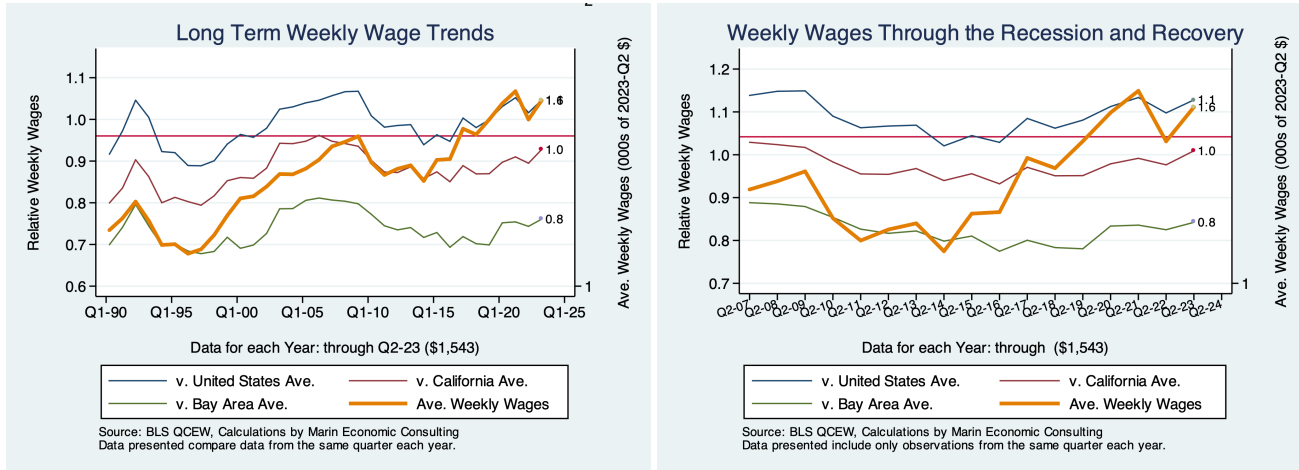 Long Term Weekly Wage Trends
Relative Weekly Wages
1.1
1.0
0.9
0.8
0.7
0.6
1.0
0.8
1
Ave. Weekly Wages (000s of 2023-Q2 $)
Q1-90 Q1-95 Q1-00 Q1-05 Q1-10 Q1-15 Q1-20 Q1-25
Data for each Year: through Q2-23 ($1,543)
v. United States Ave. v. California Ave.
v. Bay Area Ave. Ave. Weekly Wages
Source: BLS QCEW, Calculations by Marin Economic Consulting
Data presented compare data from the same quarter each year.
Weekly Wages Through the Recession and Recovery
Relative Weekly Wages
1.2
1.1
1.0
0.9
0.8
0.7
1.1
1.0
0.8
1
Ave. Weekly Wages (000s of 2023-Q2 $)
Q2-07 Q2-08 Q2-09 Q2-10 Q2-11 Q2-12 Q2-13 Q2-14 Q2-15 Q2-16 Q2-17 Q2-18 Q2-19 Q2-20 Q2-21 Q2-22 Q2-23 Q2-24
Data for each Year: through ($1,543)
v. United States Ave. v. California Ave.
v. Bay Area Ave. Ave. Weekly Wages
Source: BLS QCEW, Calculations by Marin Economic Consulting
Data presented include only observations from the same quarter each year.